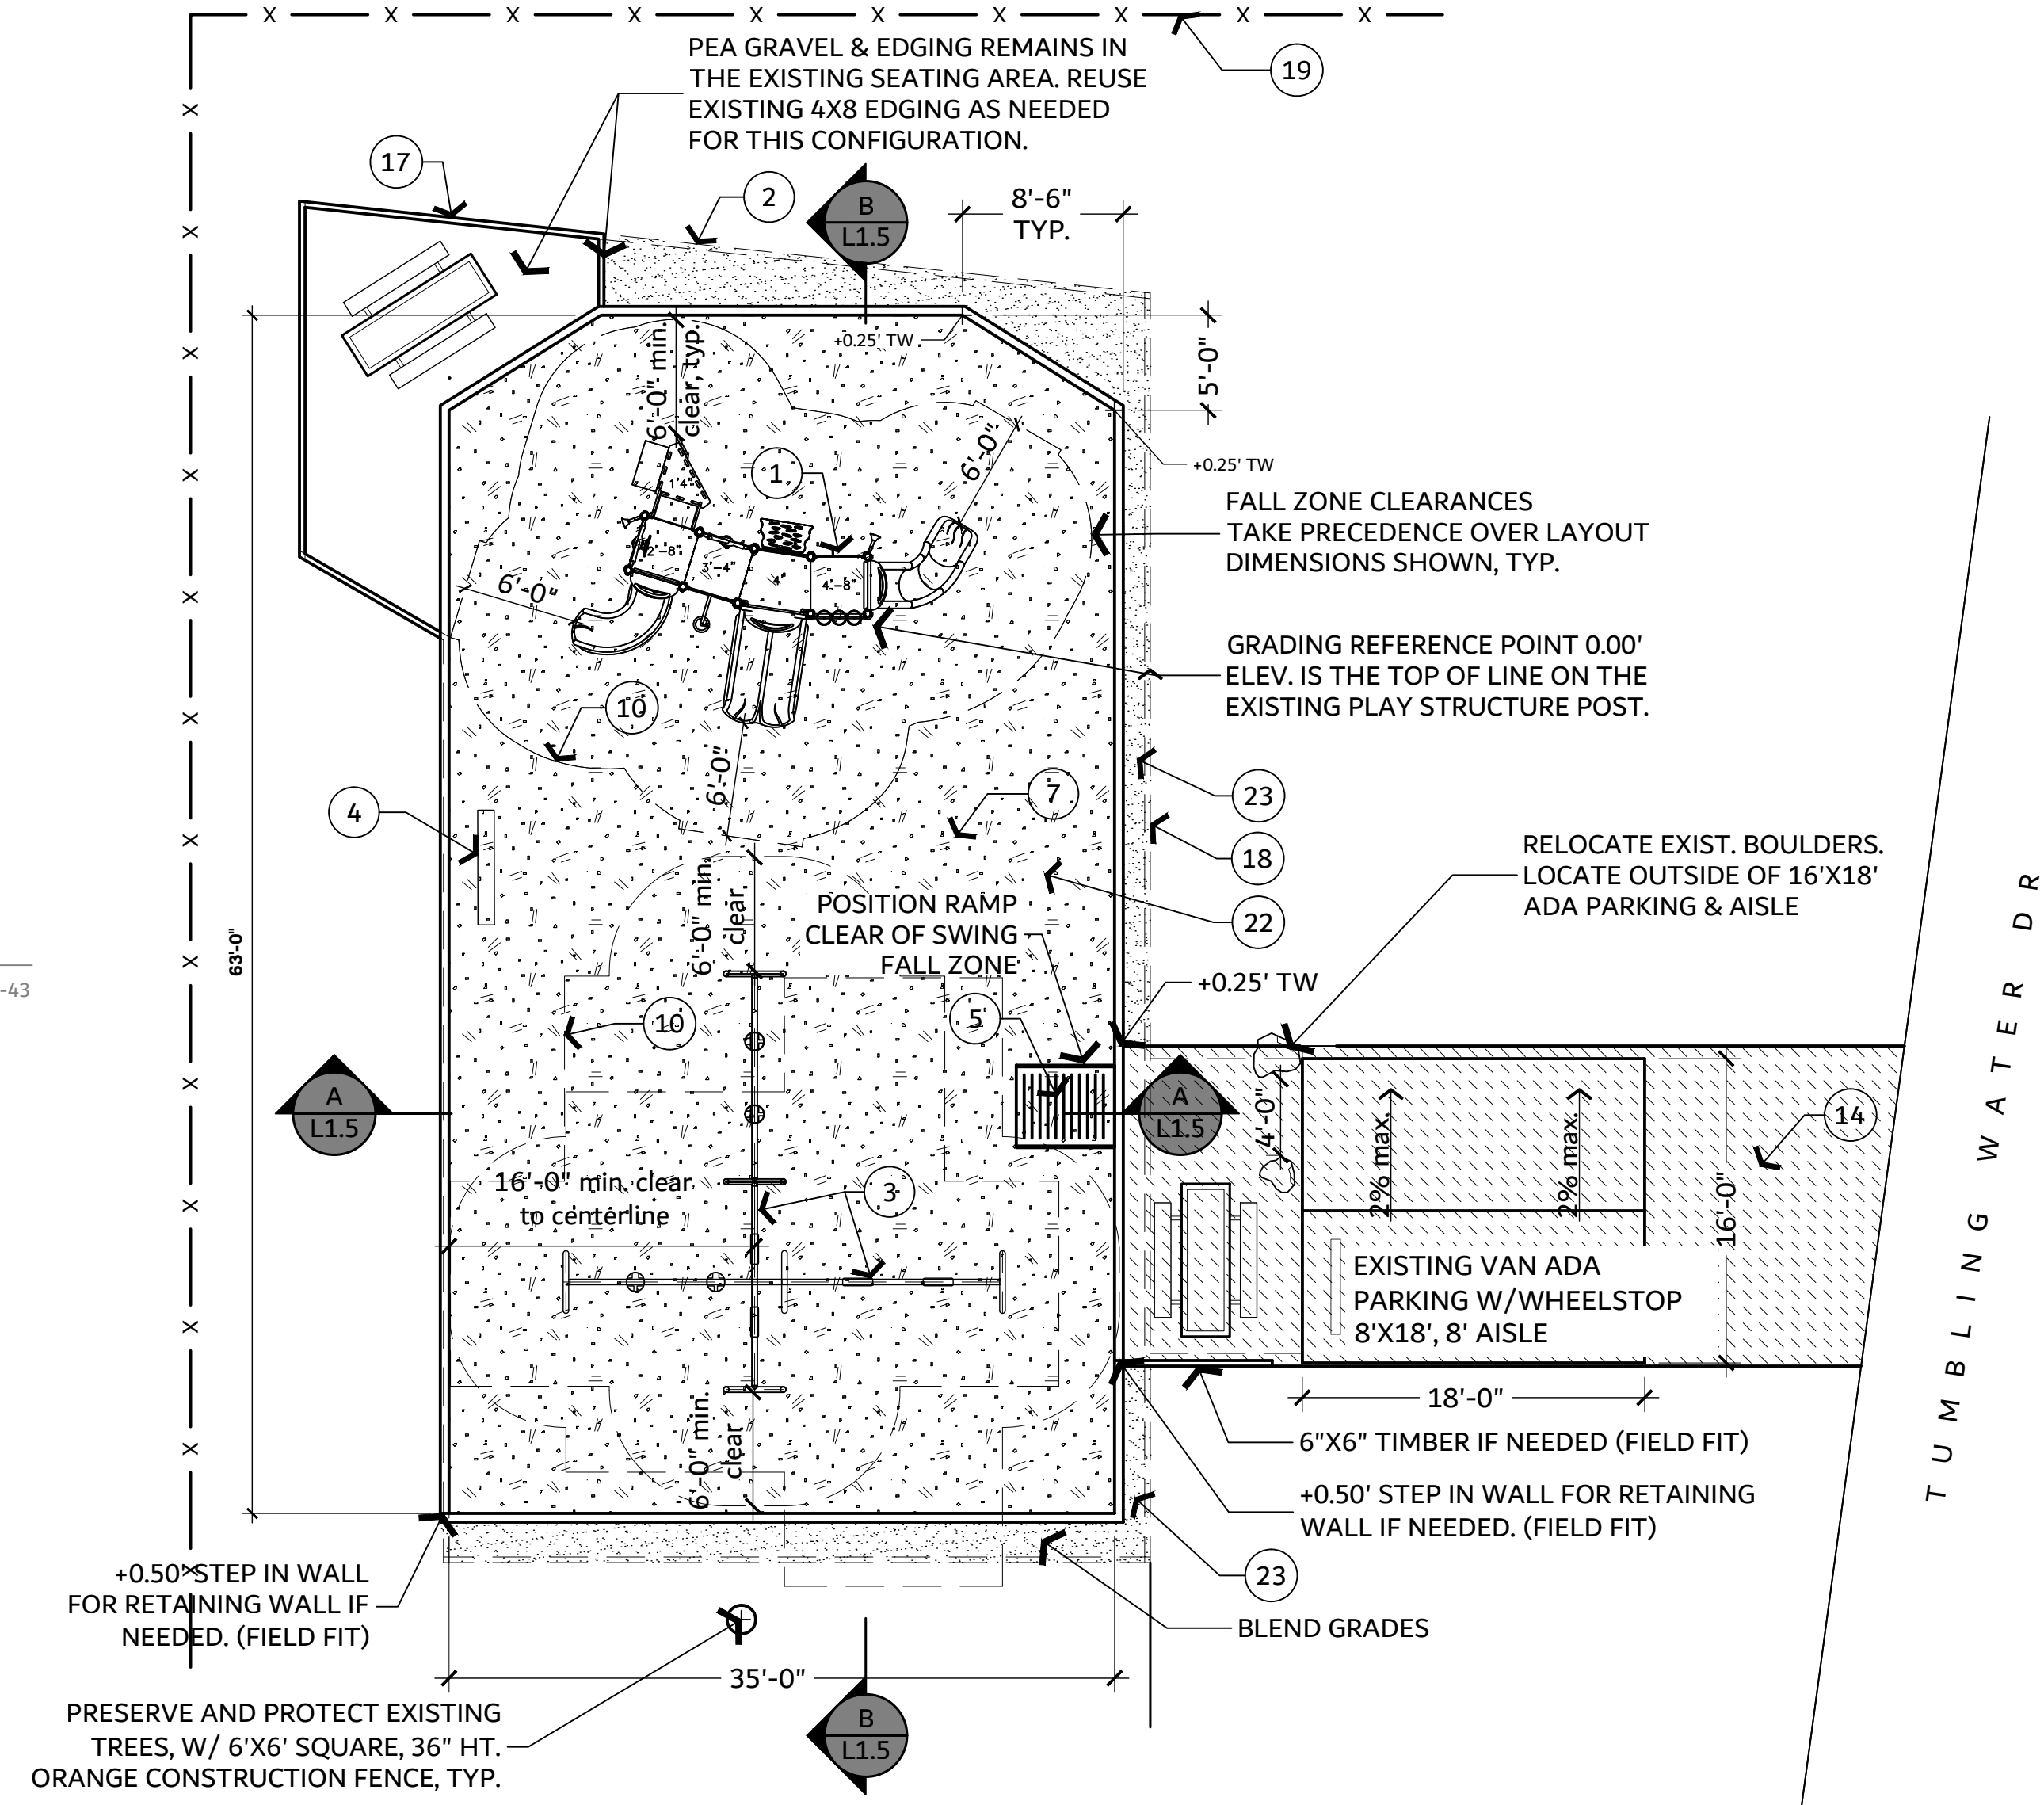 X X X X X X X X X X
PEA GRAVEL & EDGING REMAINS IN
THE EXISTING SEATING AREA. REUSE
EXISTING 4X8 EDGING AS NEEDED
FOR THIS CONFIGURATION.
19
17
2
B
L1.5
8'-6"
TYP.
X
X
X
X
X
X
X
X
X
X
X
X
X
6'-0" min.
clear, typ.
+0.25' TW
5'-0"
+0.25' TW
1
6'-0"
1'4"
2'-8"
3'-4"
4'
4'-8"
6'-0"
FALL ZONE CLEARANCES
TAKE PRECEDENCE OVER LAYOUT
DIMENSIONS SHOWN, TYP.
GRADING REFERENCE POINT 0.00'
ELEV. IS THE TOP OF LINE ON THE
EXISTING PLAY STRUCTURE POST.
10
6'-0"
7
4
23
18
22
RELOCATE EXIST. BOULDERS.
LOCATE OUTSIDE OF 16'X18'
ADA PARKING & AISLE
63'-0"
-43
6'-0" min.
clear
POSITION RAMP
CLEAR OF SWING
FALL ZONE
+0.25' TW
5
10
A
L1.5
A
L1.5
4'-0"
2% max.
2% max.
14
16'-0"
16'-0" min. clear
to centerline
3
EXISTING VAN ADA
PARKING W/WHEELSTOP
8'X18', 8' AISLE
TUMBLING WATER DR
18'-0"
6'-0" min.
clear
6"X6" TIMBER IF NEEDED (FIELD FIT)
+0.50' STEP IN WALL FOR RETAINING
WALL IF NEEDED. (FIELD FIT)
+0.50' STEP IN WALL
FOR RETAINING WALL IF
NEEDED. (FIELD FIT)
23
BLEND GRADES
35'-0"
PRESERVE AND PROTECT EXISTING
TREES, W/ 6'X6' SQUARE, 36" HT.
ORANGE CONSTRUCTION FENCE, TYP.
B
L1.5